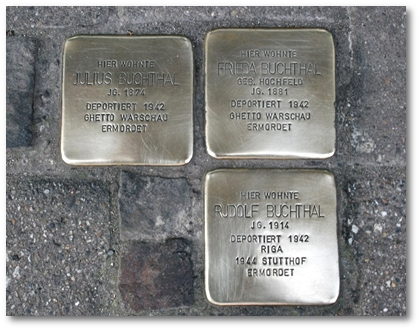 HIER WOHNTE
JULIUS BUCHTHAL
JG. 1874
DEPORTIERT 1942
GHETTO WARSCHAU
ERMORDET
HIER WOHNTE
FRIEDA BUCHTHAL
GEB. HOCHFELD
JG. 1881
DEPORTIERT 1942
GHETTO WARSCHAU
ERMORDET
HIER WOHNTE
RUDOLF BUCHTHAL
JG. 1914
DEPORTIERT 1942
RIGA
1944 STUTTHOF
ERMORDET